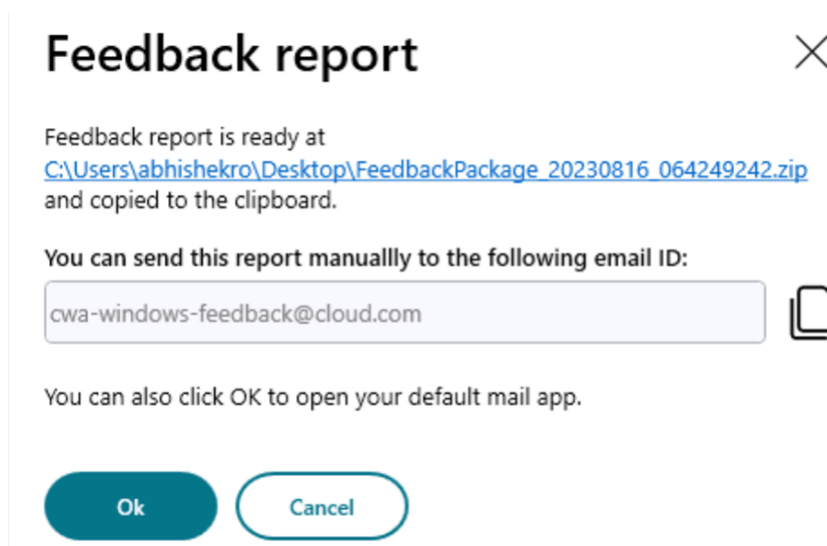 Feedback report
Feedback report is ready at
C:\Users\abhishekro\Desktop\FeedbackPackage_20230816_064249242.zip
and copied to the clipboard.
You can send this report manuallly to the following email ID:
cwa-windows-feedback@cloud.com
You can also click OK to open your default mail app.
Ok
Cancel